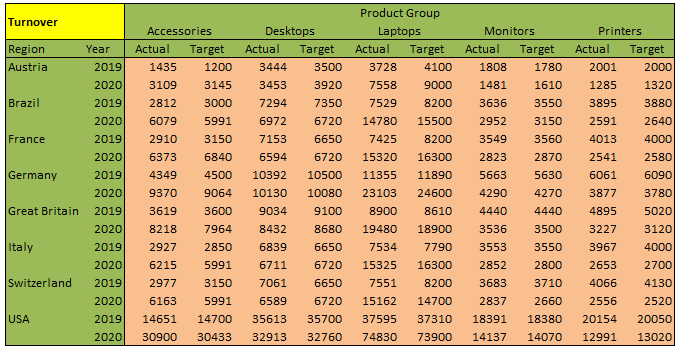 Turnover Product Group
Accessories Desktops Laptops Monitors Printers
Region Year Actual Target Actual Target Actual Target Actual Target Actual Target
Austria 2019 1435 1200 3444 3500 3728 4100 1808 1780 2001 2000
2020 3109 3145 3453 3920 7558 9000 1481 1610 1285 1320
Brazil 2019 2812 3000 7294 7350 7529 8200 3636 3550 3895 3880
2020 6079 5991 6972 6720 14780 15500 2952 3150 2591 2640
France 2019 2910 3150 7153 6650 7425 8200 3549 3560 4013 4000
2020 6373 6840 6594 6720 15320 16300 2823 2870 2541 2580
Germany 2019 4349 4500 10392 10500 11355 11890 5663 5630 6061 6090
2020 9370 9064 10130 10080 23103 24600 4290 4270 3877 3780
Great Britain 2019 3619 3600 9034 9100 8900 8610 4440 4440 4895 5020
2020 8218 7964 8432 8680 19480 18900 3536 3500 3227 3120
Italy 2019 2927 2850 6839 6650 7534 7790 3553 3550 3967 4000
2020 6215 5991 6711 6720 15325 16300 2852 2800 2653 2700
Switzerland 2019 2977 3150 7061 6650 7551 8200 3683 3710 4066 4130
2020 6163 5991 6589 6720 15162 14700 2837 2660 2556 2520
USA 2019 14651 14700 35613 35700 37595 37310 18391 18380 20154 20050
2020 30900 30433 32913 32760 74830 73900 14137 14070 12991 13020